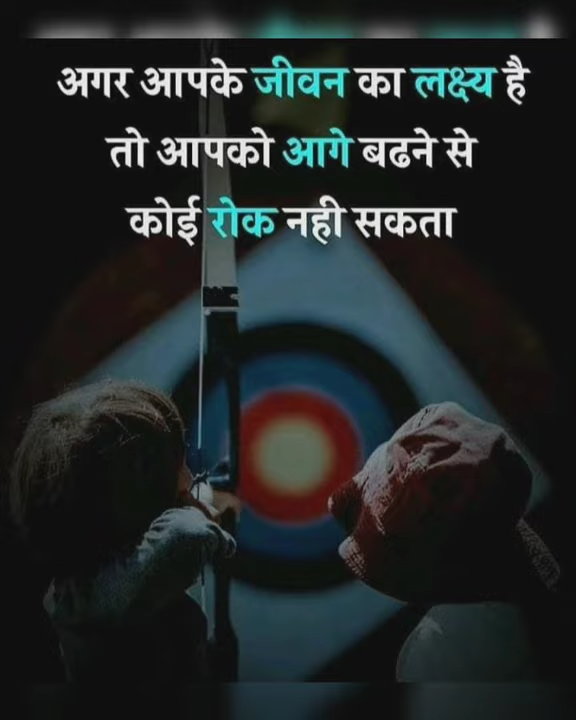 अगर आपके जीवन का लक्ष्य है
तो आपको आगे बढने से
कोई रोक नही सकता